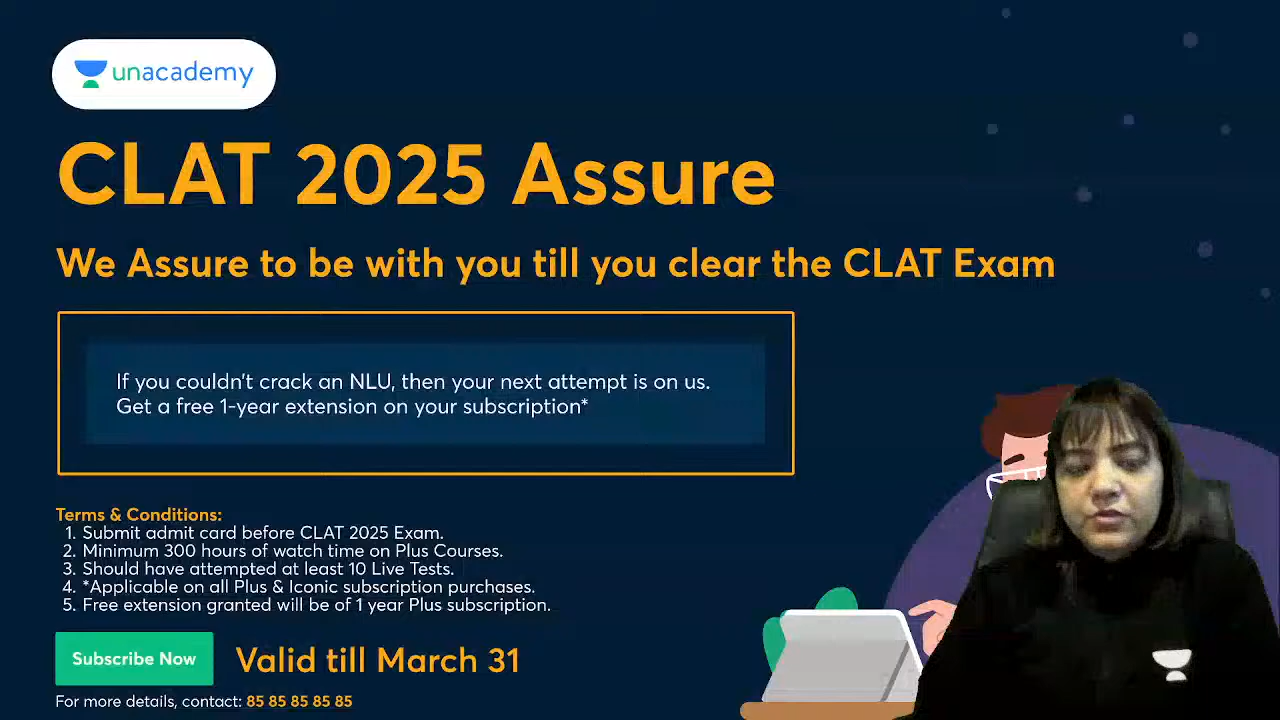 unacademy
CLAT 2025 Assure
We Assure to be with you till you clear the CLAT Exam
If you couldn't crack an NLU, then your next attempt is on us.
Get a free 1-year extension on your subscription*
Terms & Conditions:
1. Submit admit card before CLAT 2025 Exam.
2. Minimum 300 hours of watch time on Plus Courses.
3. Should have attempted at least 10 Live Tests.
4. *Applicable on all Plus & Iconic subscription purchases.
5. Free extension granted will be of 1 year Plus subscription.
Subscribe Now
Valid till March 31
For more details, contact: 85 85 85 85 85